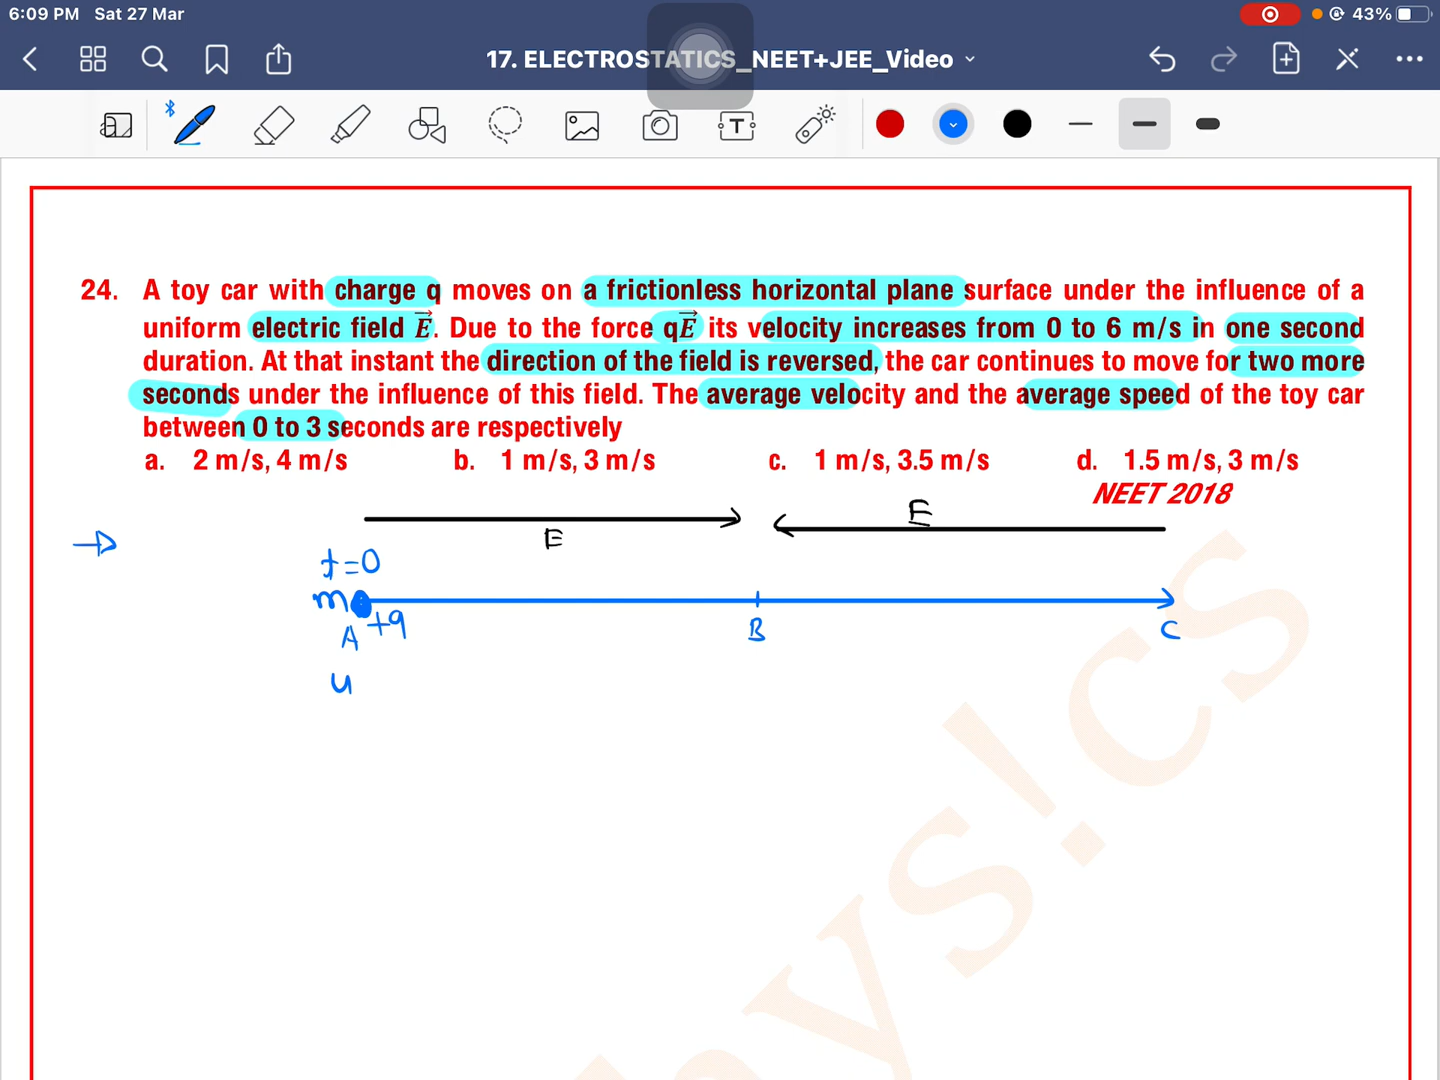 6:09 PM Sat 27 Mar
43%
17. ELECTROSTATICS_NEET+JEE_Video
T
24. A toy car with charge q moves on a frictionless horizontal plane surface under the influence of a
uniform electric field E⃗. Due to the force qE⃗ its velocity increases from 0 to 6 m/s in one second
duration. At that instant the direction of the field is reversed, the car continues to move for two more
seconds under the influence of this field. The average velocity and the average speed of the toy car
between 0 to 3 seconds are respectively
a. 2 m/s, 4 m/s b. 1 m/s, 3 m/s c. 1 m/s, 3.5 m/s d. 1.5 m/s, 3 m/s
NEET 2018
E
E
t=0
m
+q
A
B
C
u
ays!cs